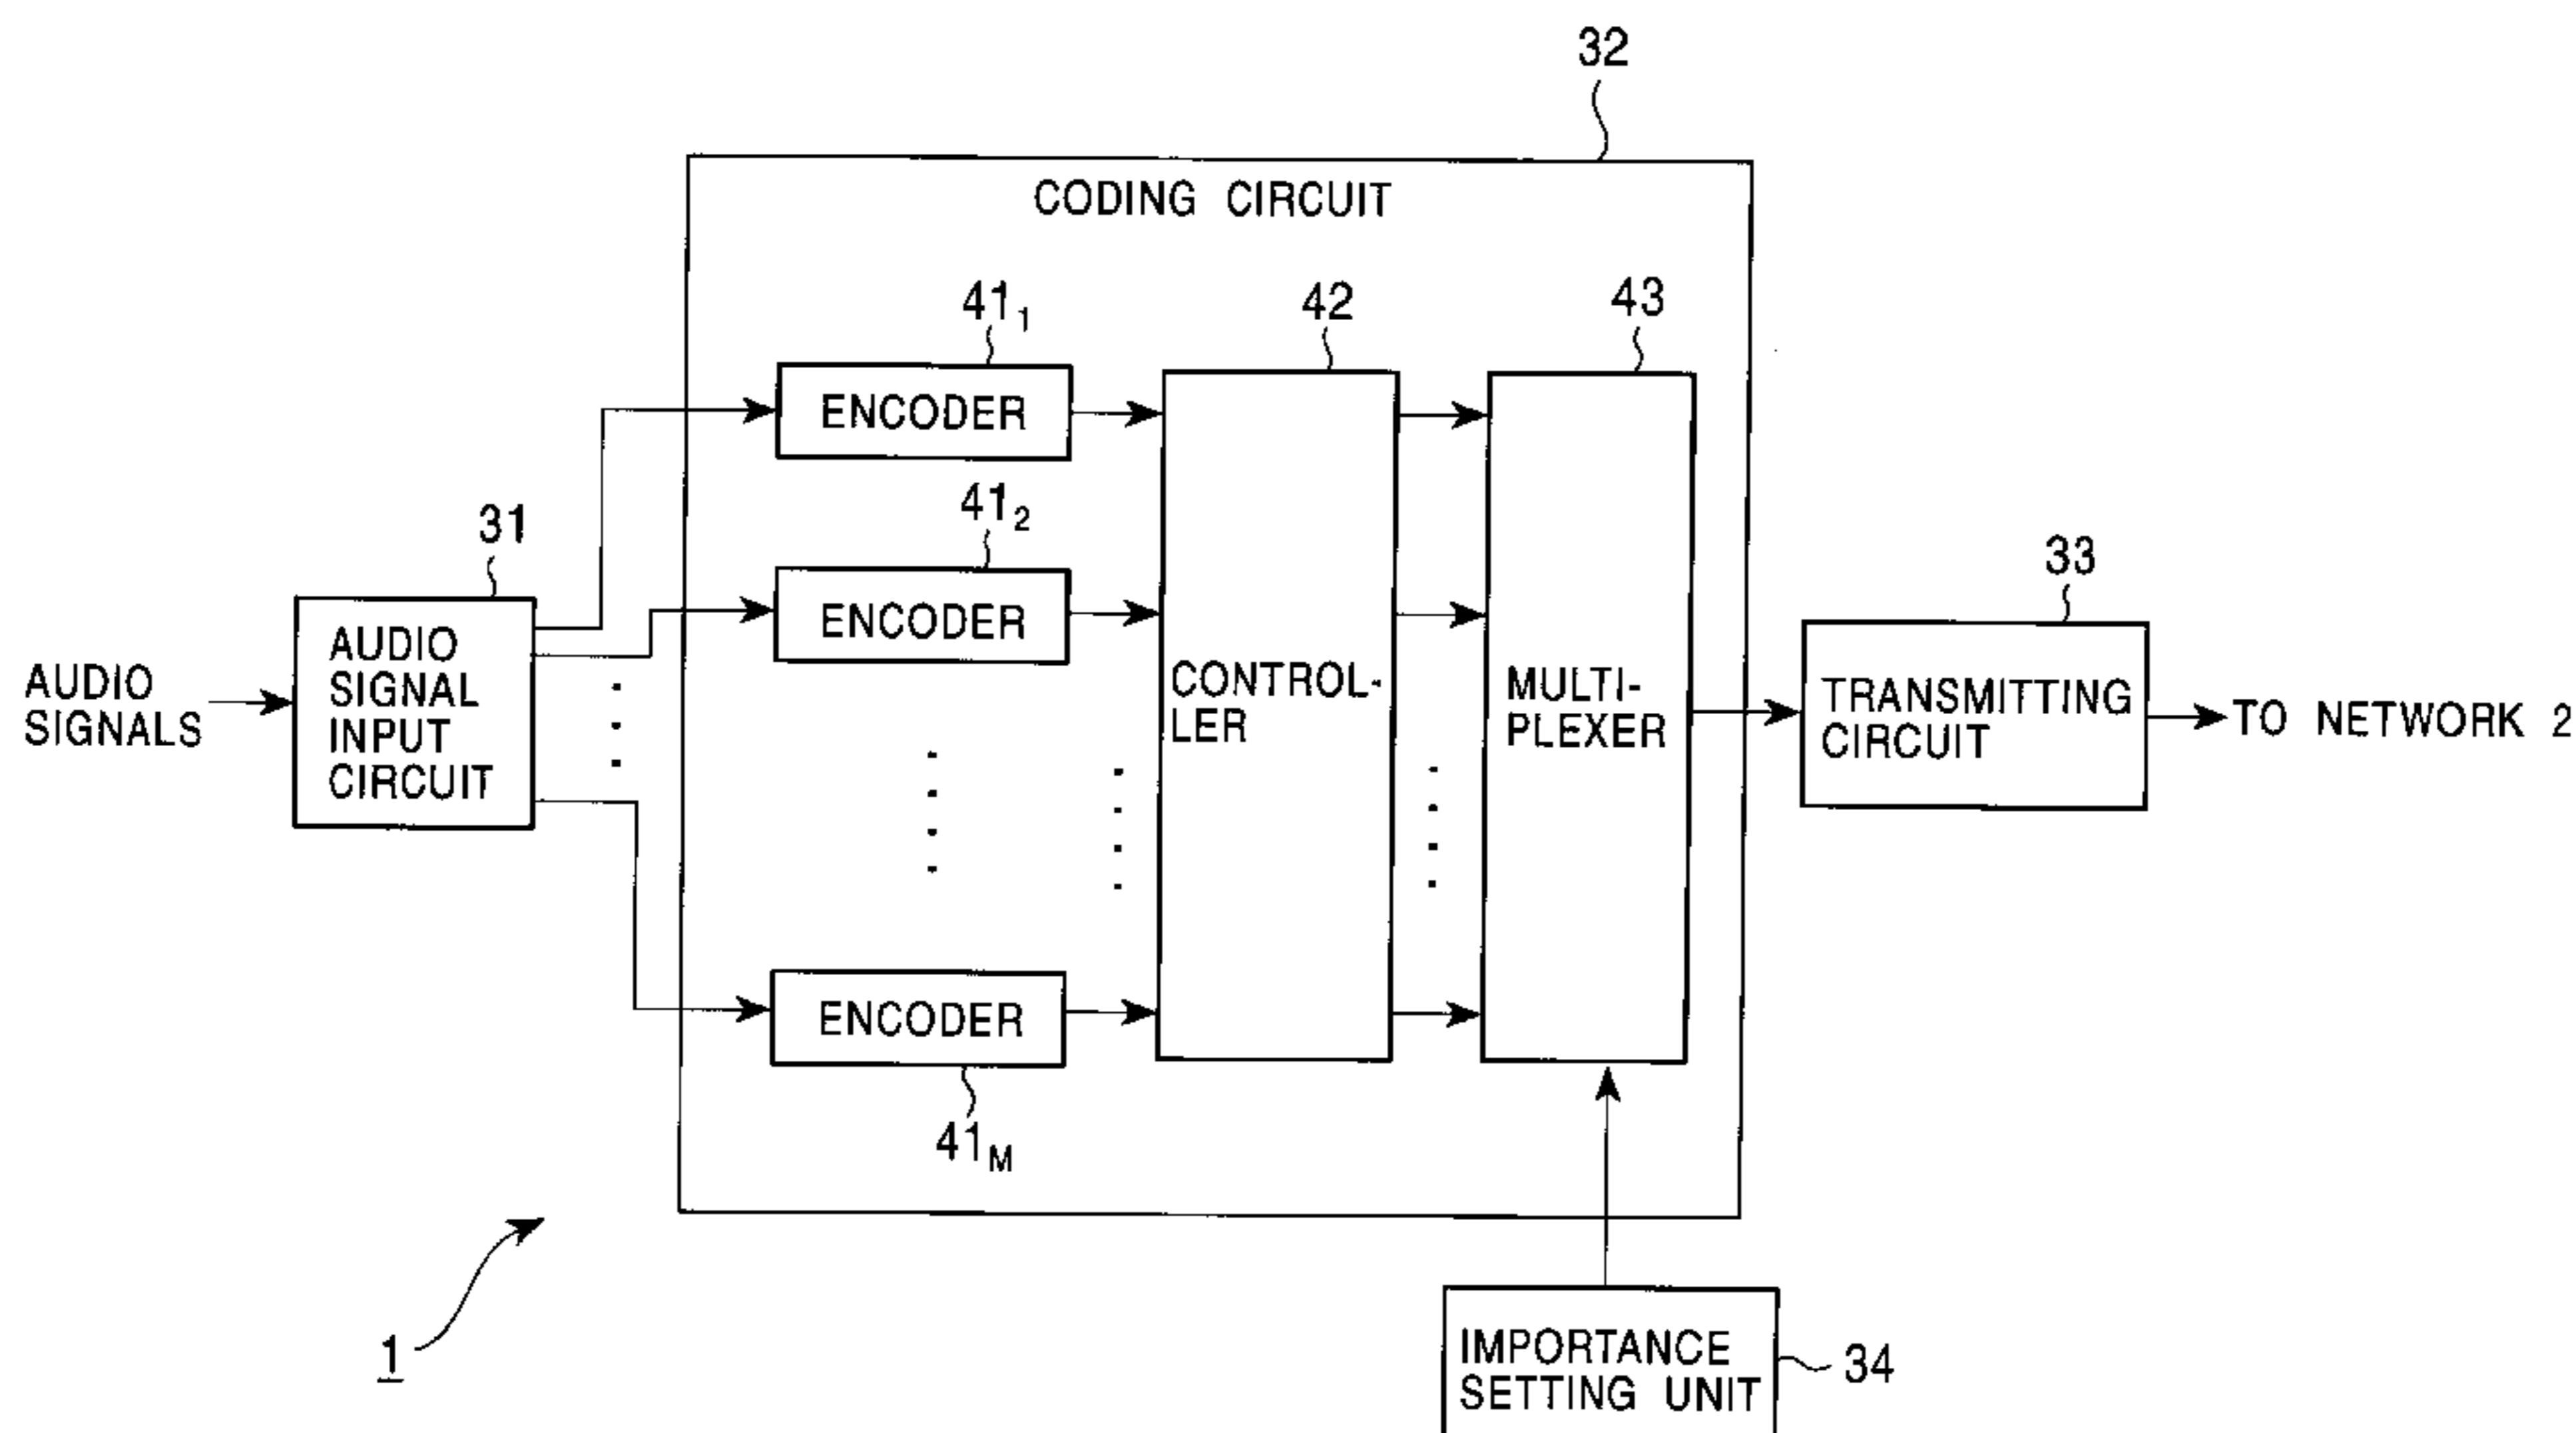 32
CODING CIRCUIT
41₁
42
43
ENCODER
41₂
31
33
ENCODER
AUDIO
SIGNALS
AUDIO
SIGNAL
INPUT
CIRCUIT
CONTROL-
LER
MULTI-
PLEXER
TRANSMITTING
CIRCUIT
TO NETWORK 2
ENCODER
41M
1
IMPORTANCE
SETTING UNIT
34